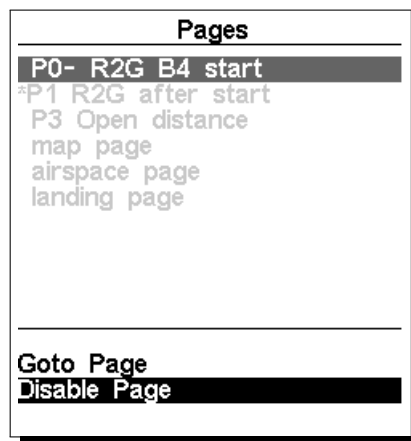 Pages
P0- R2G B4 start
*P1 R2G after start
P3 Open distance
map page
airspace page
landing page
Goto Page
Disable Page